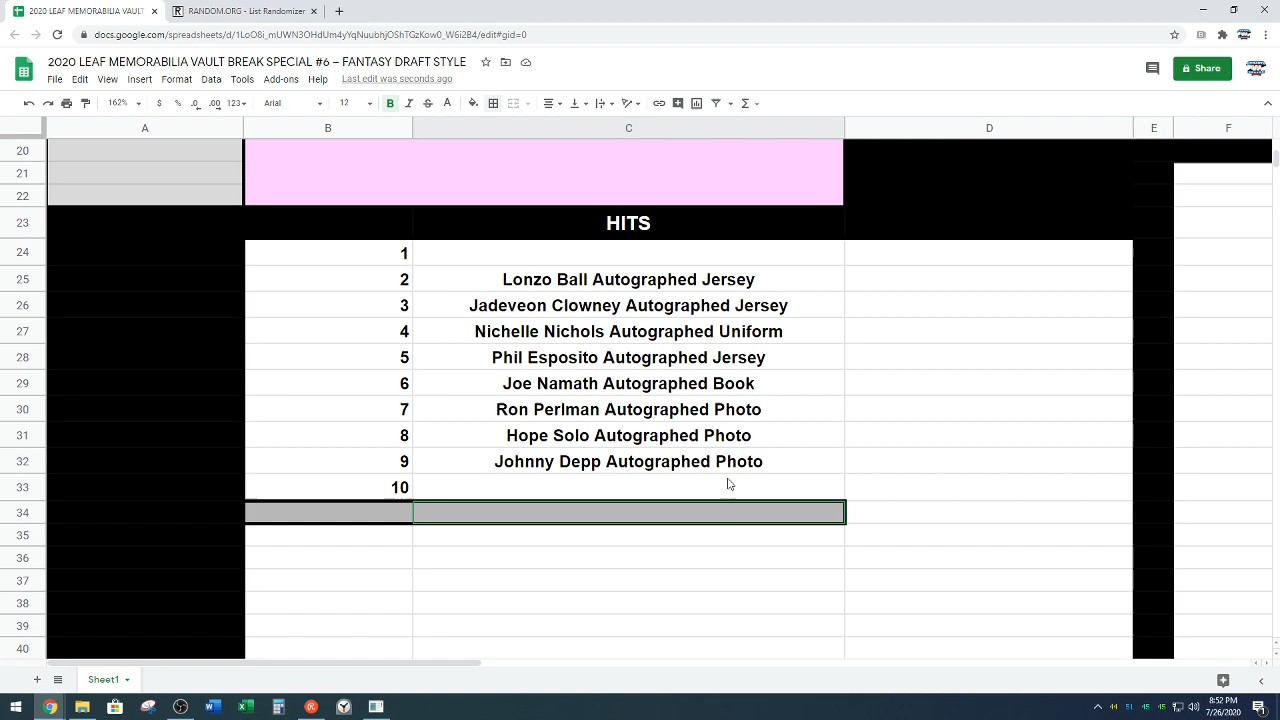 2020 LEAF MEMORABILIA VAULT
RANDOM.ORG - List Randomizer
docs.google.com/spreadsheets/d/1LoO8i_mUWN3OHdUm4yYqNuubhjOShTGzKow0_W6i2B4/edit#gid=0
2020 LEAF MEMORABILIA VAULT BREAK SPECIAL #6 – FANTASY DRAFT STYLE
File Edit View Insert Format Data Tools Add-ons Help Last edit was seconds ago
Share
162% $ % .0 .00 123 Arial 12 B I S A
A B C D E F
20
21
22
23 HITS
24 1
25 2 Lonzo Ball Autographed Jersey
26 3 Jadeveon Clowney Autographed Jersey
27 4 Nichelle Nichols Autographed Uniform
28 5 Phil Esposito Autographed Jersey
29 6 Joe Namath Autographed Book
30 7 Ron Perlman Autographed Photo
31 8 Hope Solo Autographed Photo
32 9 Johnny Depp Autographed Photo
33 10
34
35
36
37
38
39
40
Sheet1
44 51 45 45
8:52 PM
7/26/2020